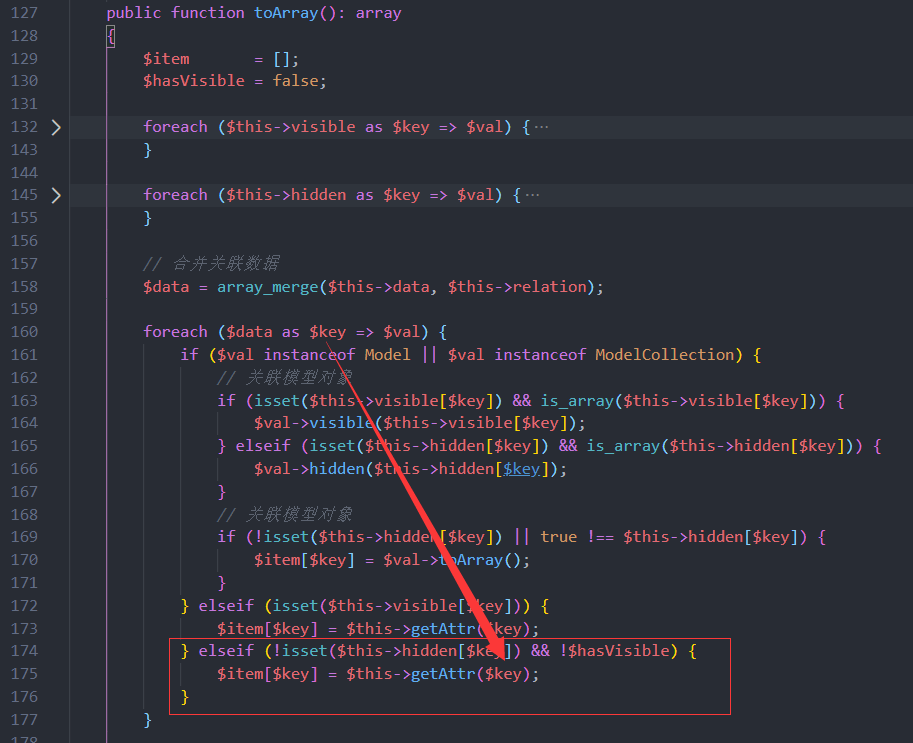 127 public function toArray(): array
128 {
129 $item = [];
130 $hasVisible = false;
131
132 foreach ($this->visible as $key => $val) {···
143 }
144
145 foreach ($this->hidden as $key => $val) {···
155 }
156
157 // 合并关联数据
158 $data = array_merge($this->data, $this->relation);
159
160 foreach ($data as $key => $val) {
161 if ($val instanceof Model || $val instanceof ModelCollection) {
162 // 关联模型对象
163 if (isset($this->visible[$key]) && is_array($this->visible[$key])) {
164 $val->visible($this->visible[$key]);
165 } elseif (isset($this->hidden[$key]) && is_array($this->hidden[$key])) {
166 $val->hidden($this->hidden[$key]);
167 }
168 // 关联模型对象
169 if (!isset($this->hidden[$key]) || true !== $this->hidden[$key]) {
170 $item[$key] = $val->toArray();
171 }
172 } elseif (isset($this->visible[$key])) {
173 $item[$key] = $this->getAttr($key);
174 } elseif (!isset($this->hidden[$key]) && !$hasVisible) {
175 $item[$key] = $this->getAttr($key);
176 }
177 }
178